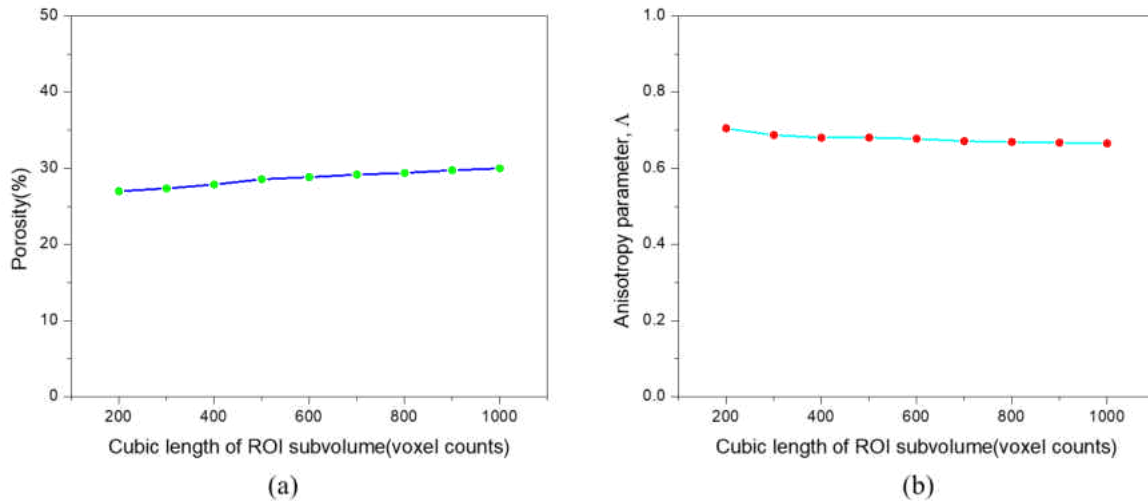 50
40
30
20
10
0
Porosity(%)
200 400 600 800 1000
Cubic length of ROI subvolume(voxel counts)
(a)
1.0
0.8
0.6
0.4
0.2
0.0
Anisotropy parameter, Λ
200 400 600 800 1000
Cubic length of ROI subvolume(voxel counts)
(b)